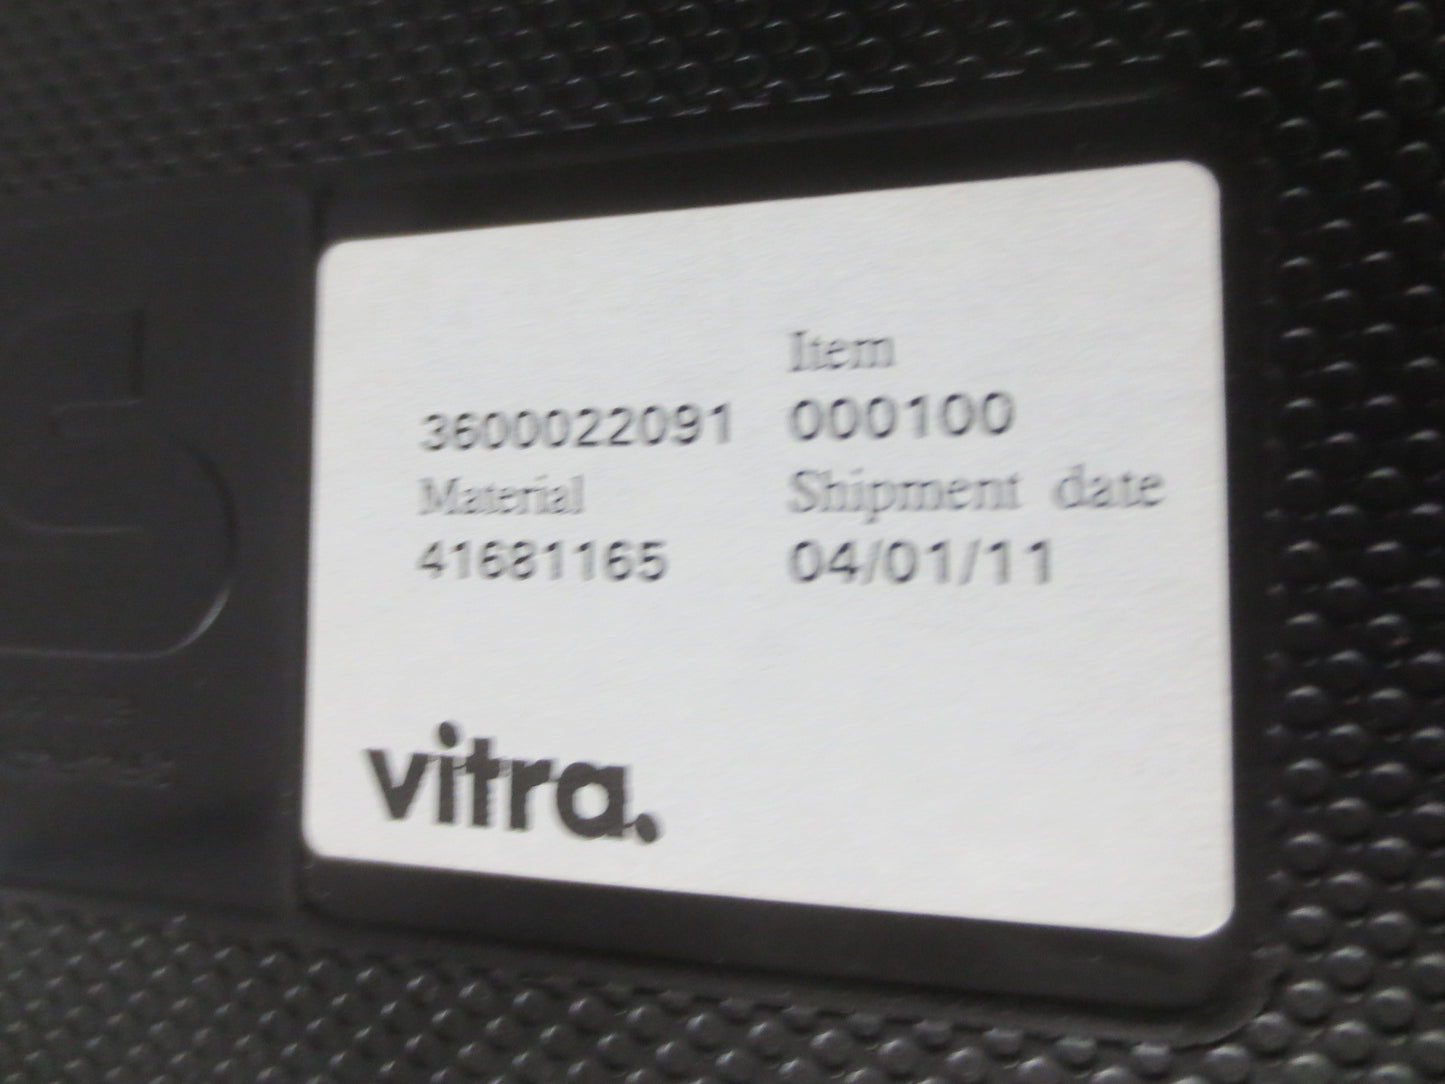 Item
3600022091 000100
Material Shipment date
41681165 04/01/11
vitra.